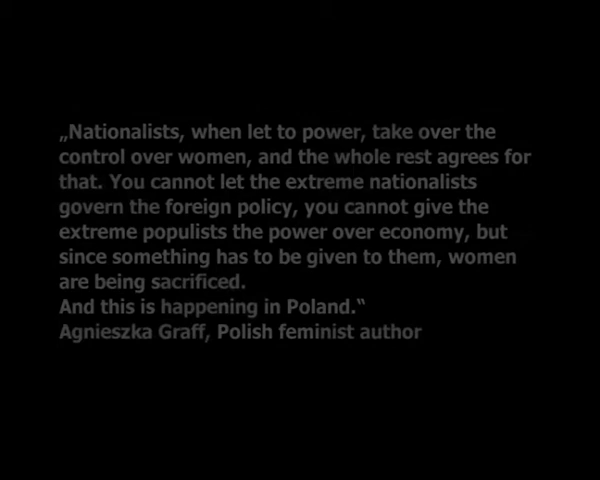 „Nationalists, when let to power, take over the
control over women, and the whole rest agrees for
that. You cannot let the extreme nationalists
govern the foreign policy, you cannot give the
extreme populists the power over economy, but
since something has to be given to them, women
are being sacrificed.
And this is happening in Poland.“
Agnieszka Graff, Polish feminist author